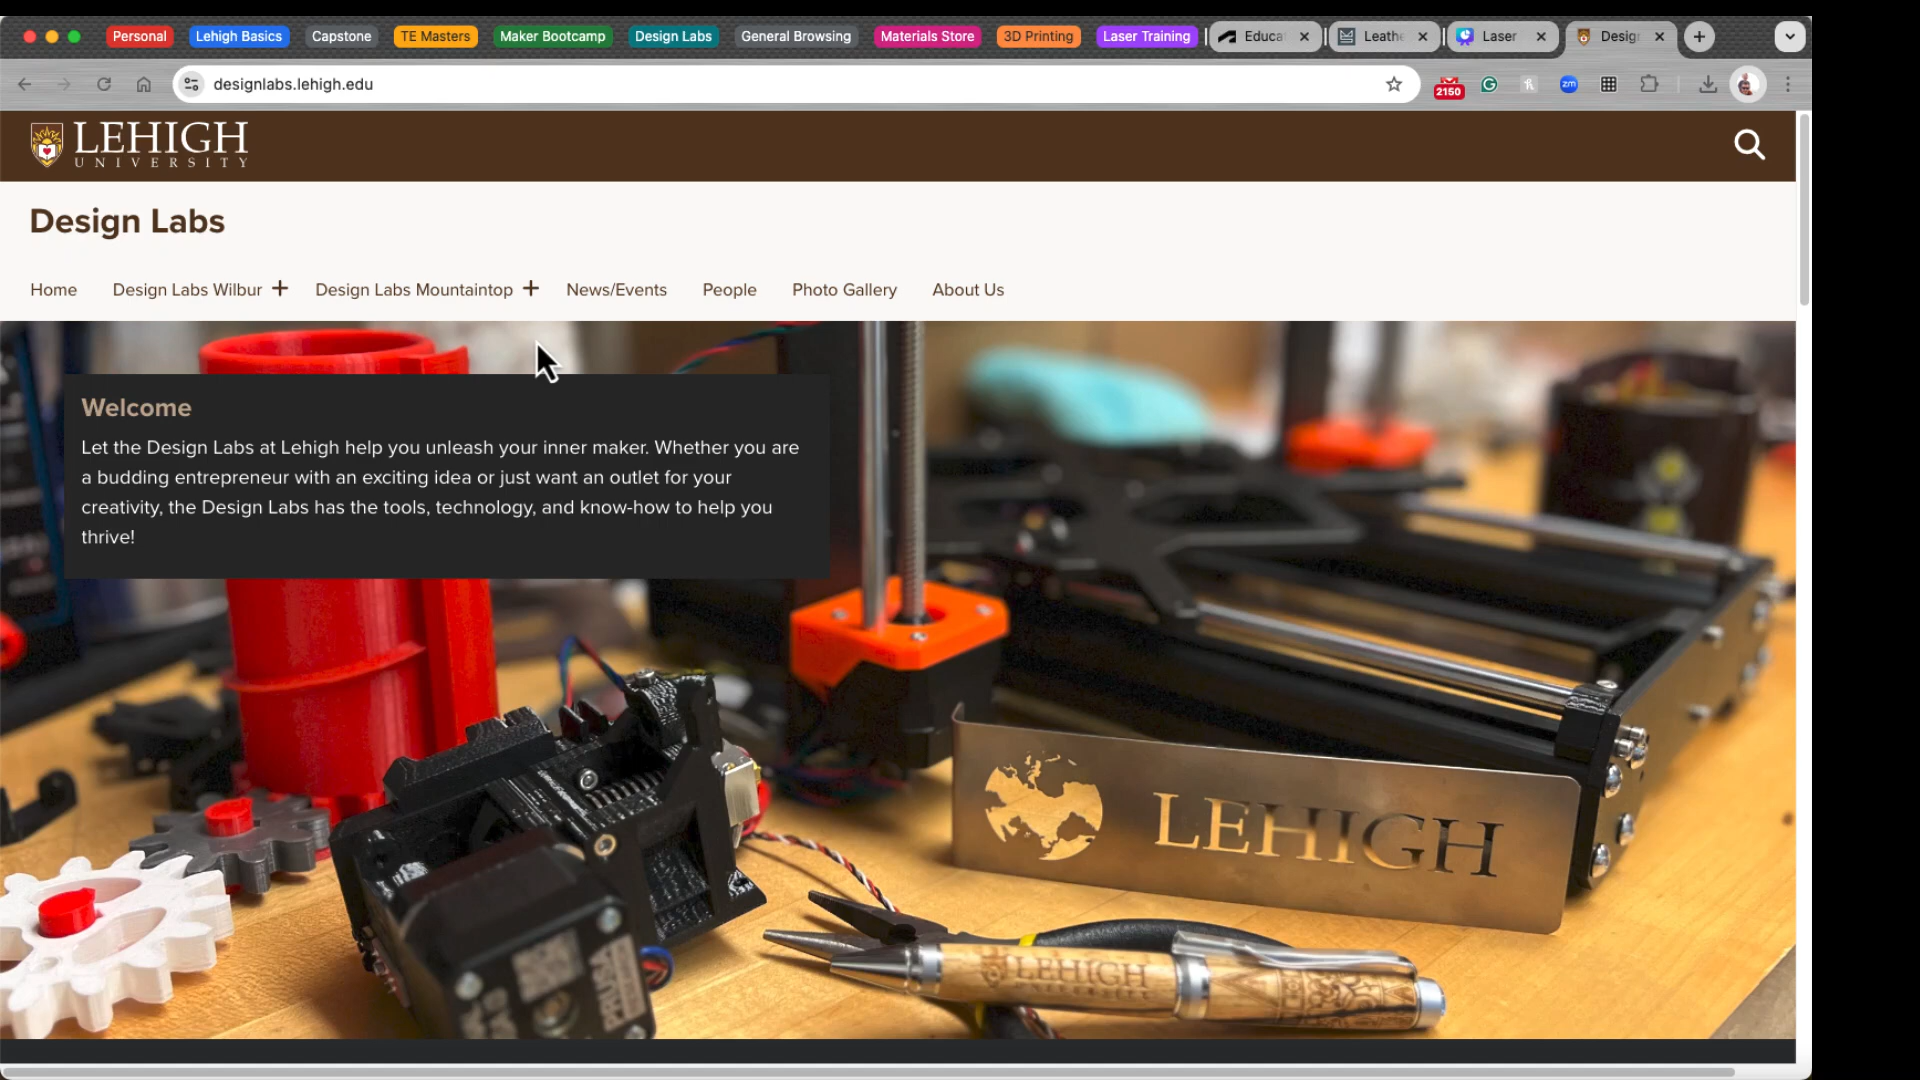 Personal
Lehigh Basics
Capstone
TE Masters
Maker Bootcamp
Design Labs
General Browsing
Materials Store
3D Printing
Laser Training
Educa
Leathe
Laser
Desig
designlabs.lehigh.edu
2150
zm
LEHIGH
UNIVERSITY
Design Labs
Home
Design Labs Wilbur
Design Labs Mountaintop
News/Events
People
Photo Gallery
About Us
Welcome
Let the Design Labs at Lehigh help you unleash your inner maker. Whether you are
a budding entrepreneur with an exciting idea or just want an outlet for your
creativity, the Design Labs has the tools, technology, and know-how to help you
thrive!
LEHIGH
LEHIGH
UNIVERSITY